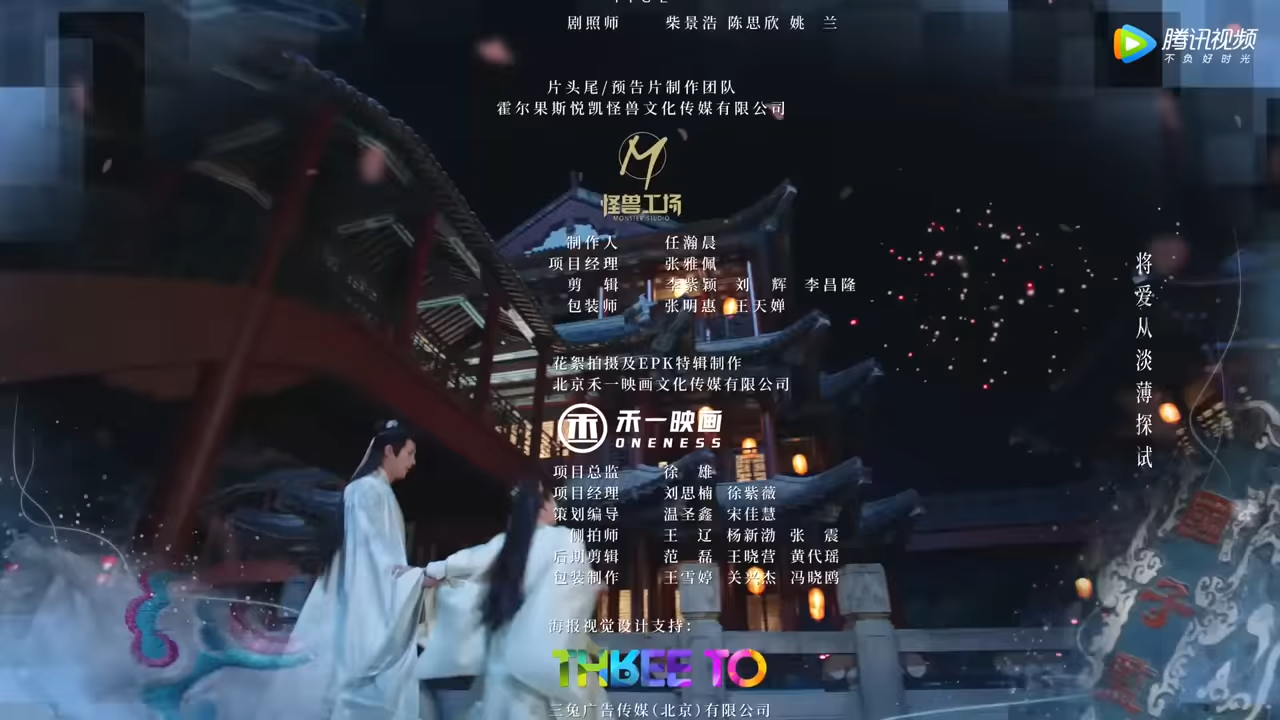 剧照师 柴景浩 陈思欣 姚 兰
片头尾/预告片制作团队
霍尔果斯悦凯怪兽文化传媒有限公司
怪兽工场
MONSTER STUDIO
制作人 任瀚晨
项目经理 张雅佩
剪 辑 李紫颖 刘 辉 李昌隆
包装师 张明惠 王天婵
花絮拍摄及EPK特辑制作
北京禾一映画文化传媒有限公司
禾一映画
ONENESS
项目总监 徐 雄
项目经理 刘思楠 徐紫薇
策划编导 温圣鑫 宋佳慧
侧拍师 王 辽 杨新渤 张 震
后期剪辑 范 磊 王晓营 黄代瑶
包装制作 王雪婷 关兴杰 冯晓鸥
海报视觉设计支持：
THREE TO
三兔广告传媒（北京）有限公司
腾讯视频
不负好时光
将爱从淡薄探试